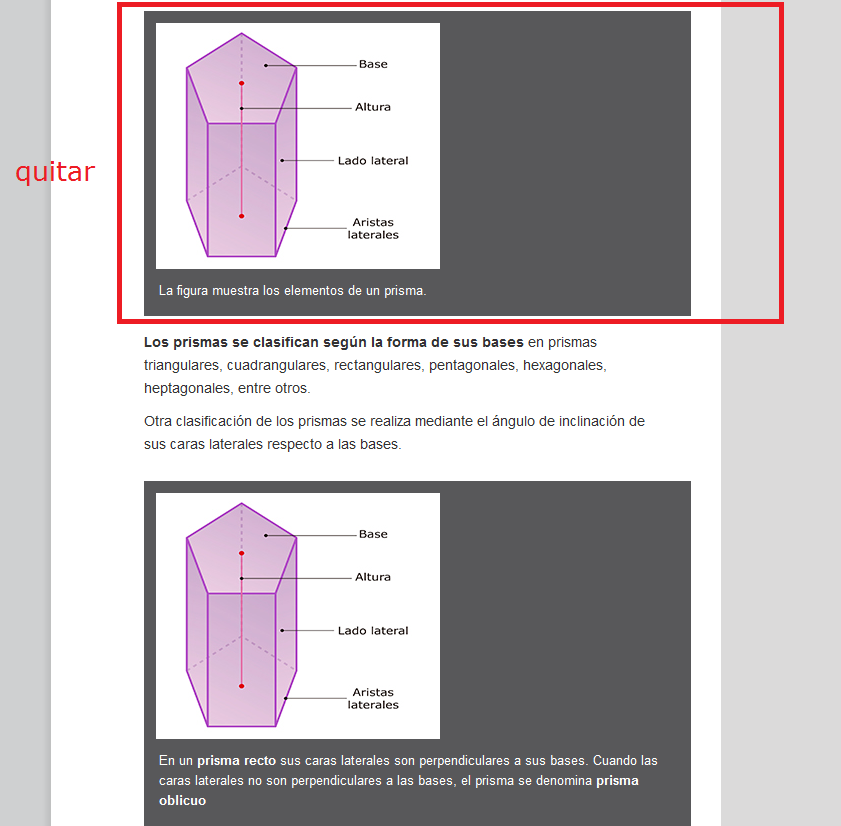 Base
Altura
quitar
Lado lateral
Aristas
laterales
La figura muestra los elementos de un prisma.
Los prismas se clasifican según la forma de sus bases en prismas
triangulares, cuadrangulares, rectangulares, pentagonales, hexagonales,
heptagonales, entre otros.
Otra clasificación de los prismas se realiza mediante el ángulo de inclinación de
sus caras laterales respecto a las bases.
Base
Altura
Lado lateral
Aristas
laterales
En un prisma recto sus caras laterales son perpendiculares a sus bases. Cuando las
caras laterales no son perpendiculares a las bases, el prisma se denomina prisma
oblicuo